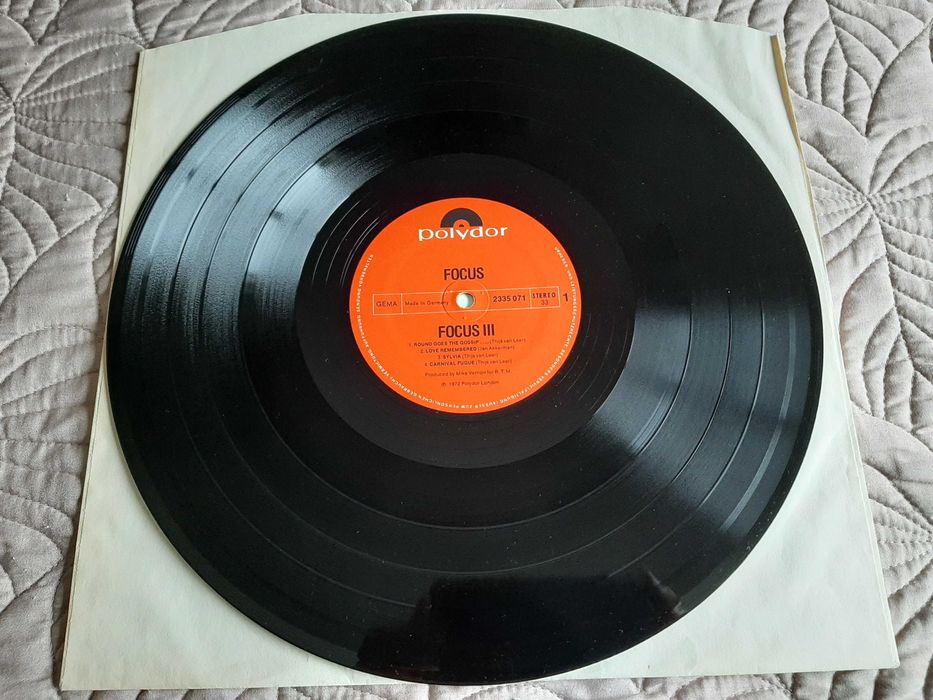 polydor
FOCUS
GEMA Made in Germany 2335 071 STEREO 33 1
FOCUS III
1. ROUND GOES THE GOSSIP .... (Thijs van Leer)
2. LOVE REMEMBERED (Jan Akkerman)
3. SYLVIA (Thijs van Leer)
4. CARNIVAL FUGUE (Thijs van Leer)
Produced by Mike Vernon for R.T.M.
℗ 1972 Polydor London